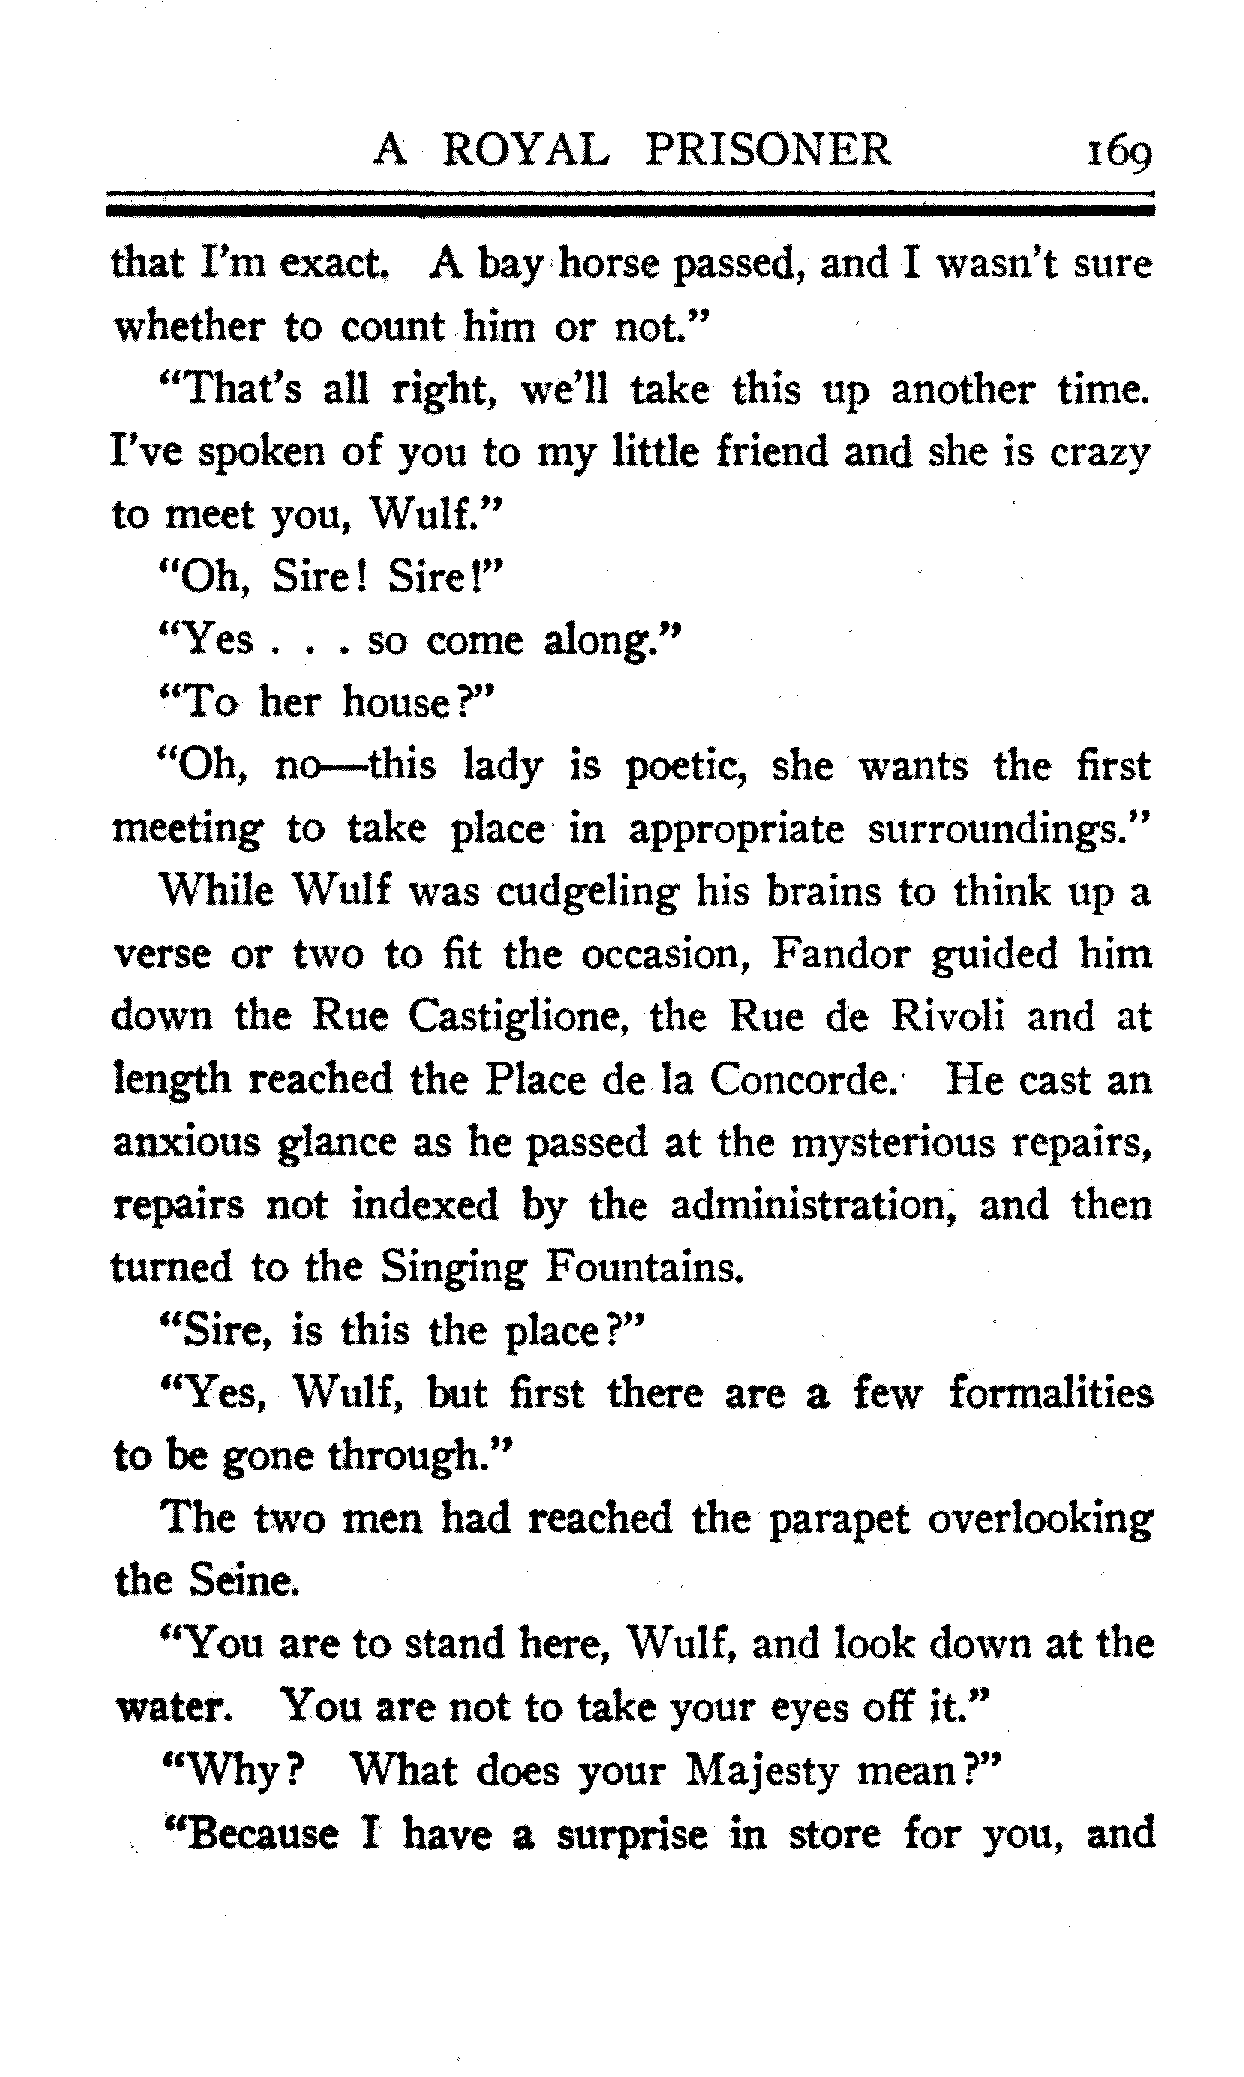 A ROYAL PRISONER 169
that I'm exact. A bay horse passed, and I wasn't sure
whether to count him or not."
"That's all right, we'll take this up another time.
I've spoken of you to my little friend and she is crazy
to meet you, Wulf."
"Oh, Sire! Sire!"
"Yes . . . so come along."
"To her house?"
"Oh, no—this lady is poetic, she wants the first
meeting to take place in appropriate surroundings."
While Wulf was cudgeling his brains to think up a
verse or two to fit the occasion, Fandor guided him
down the Rue Castiglione, the Rue de Rivoli and at
length reached the Place de la Concorde. He cast an
anxious glance as he passed at the mysterious repairs,
repairs not indexed by the administration, and then
turned to the Singing Fountains.
"Sire, is this the place?"
"Yes, Wulf, but first there are a few formalities
to be gone through."
The two men had reached the parapet overlooking
the Seine.
"You are to stand here, Wulf, and look down at the
water. You are not to take your eyes off it."
"Why? What does your Majesty mean?"
"Because I have a surprise in store for you, and